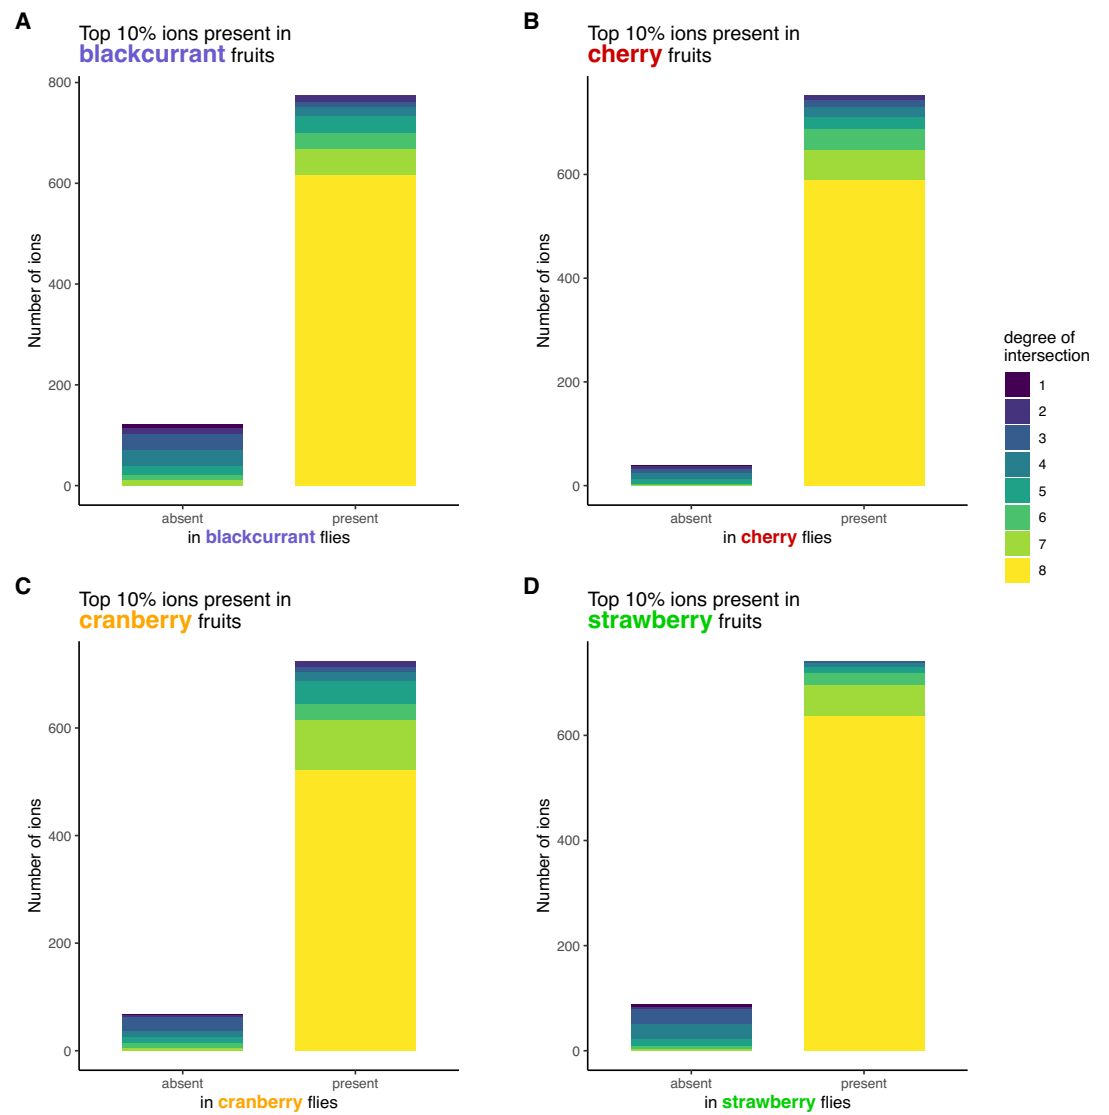 A
Top 10% ions present in
blackcurrant fruits
800
600
400
200
0
Number of ions
absent
present
in blackcurrant flies
B
Top 10% ions present in
cherry fruits
600
400
200
0
Number of ions
absent
present
in cherry flies
degree of
intersection
1
2
3
4
5
6
7
8
C
Top 10% ions present in
cranberry fruits
600
400
200
0
Number of ions
absent
present
in cranberry flies
D
Top 10% ions present in
strawberry fruits
600
400
200
0
Number of ions
absent
present
in strawberry flies